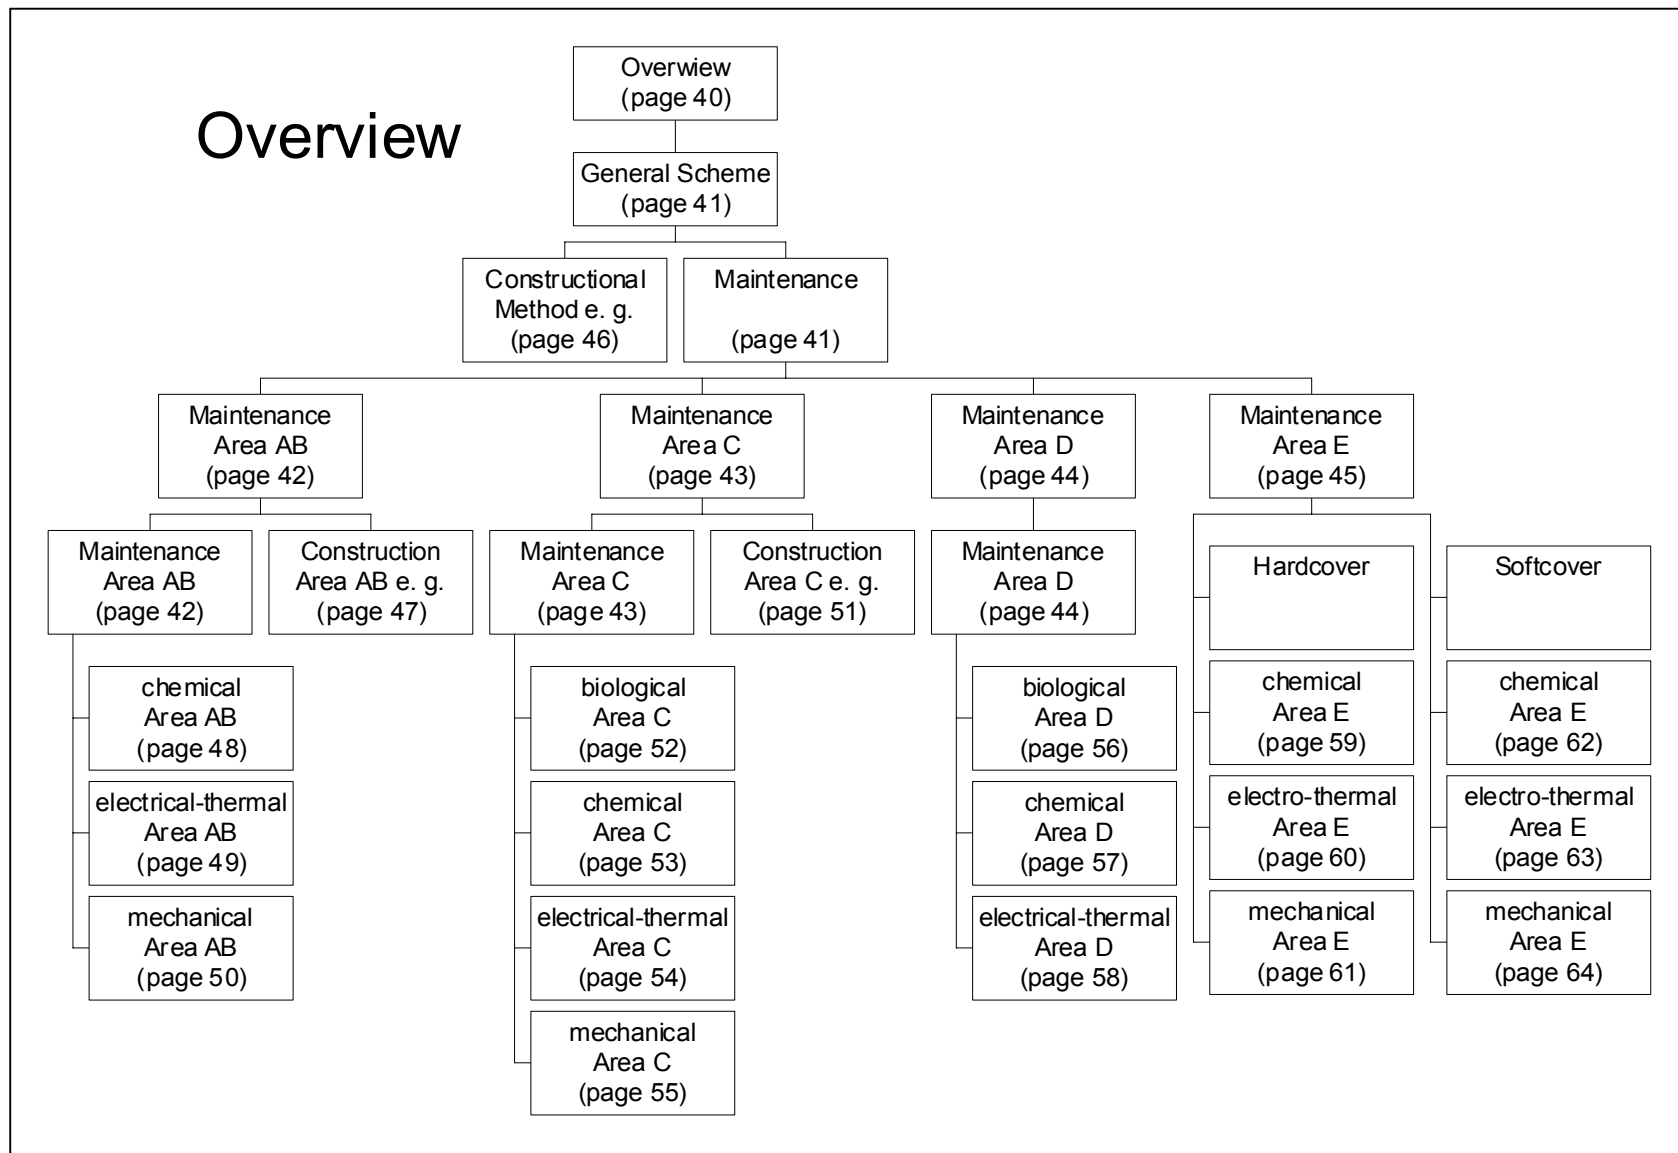 Overview
Overwiew
(page 40)
General Scheme
(page 41)
Constructional
Method e. g.
(page 46)
Maintenance
(page 41)
Maintenance
Area AB
(page 42)
Maintenance
Area C
(page 43)
Maintenance
Area D
(page 44)
Maintenance
Area E
(page 45)
Maintenance
Area AB
(page 42)
Construction
Area AB e. g.
(page 47)
Maintenance
Area C
(page 43)
Construction
Area C e. g.
(page 51)
Maintenance
Area D
(page 44)
Hardcover
Softcover
chemical
Area AB
(page 48)
electrical-thermal
Area AB
(page 49)
mechanical
Area AB
(page 50)
biological
Area C
(page 52)
chemical
Area C
(page 53)
electrical-thermal
Area C
(page 54)
mechanical
Area C
(page 55)
biological
Area D
(page 56)
chemical
Area D
(page 57)
electrical-thermal
Area D
(page 58)
chemical
Area E
(page 59)
electro-thermal
Area E
(page 60)
mechanical
Area E
(page 61)
chemical
Area E
(page 62)
electro-thermal
Area E
(page 63)
mechanical
Area E
(page 64)